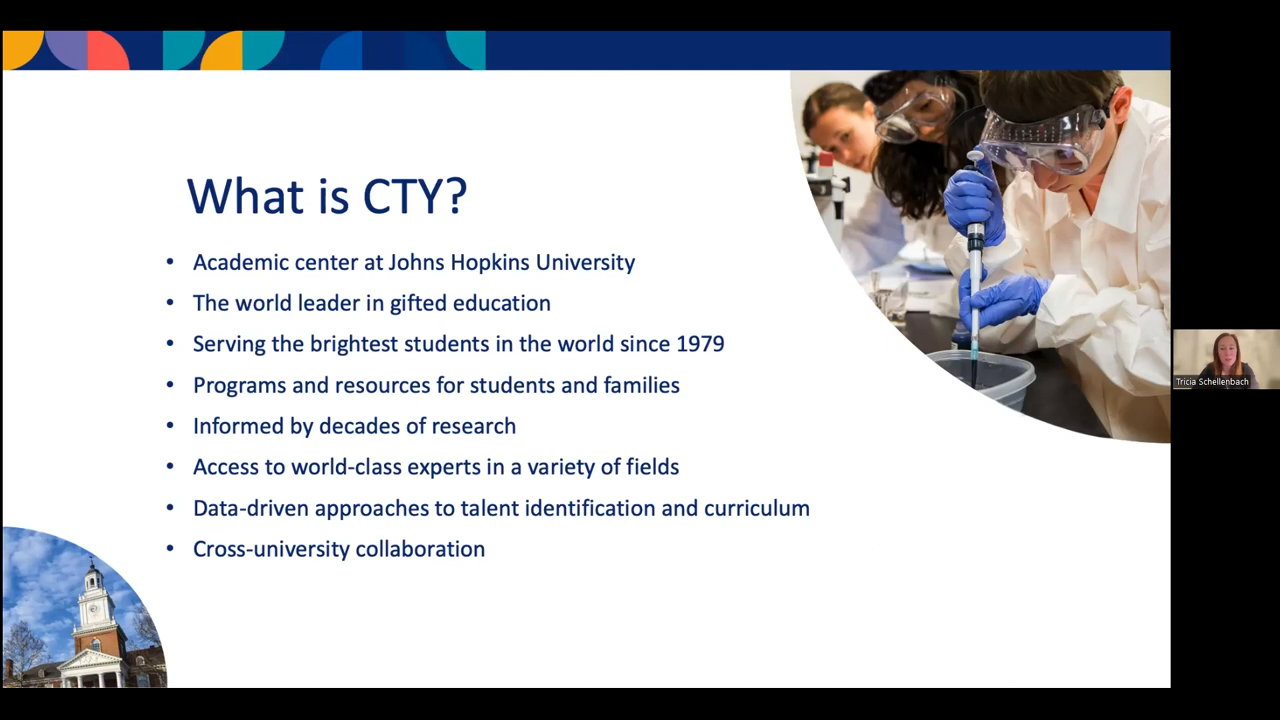 What is CTY?
• Academic center at Johns Hopkins University
• The world leader in gifted education
• Serving the brightest students in the world since 1979
• Programs and resources for students and families
• Informed by decades of research
• Access to world-class experts in a variety of fields
• Data-driven approaches to talent identification and curriculum
• Cross-university collaboration
Tricia Schellenbach